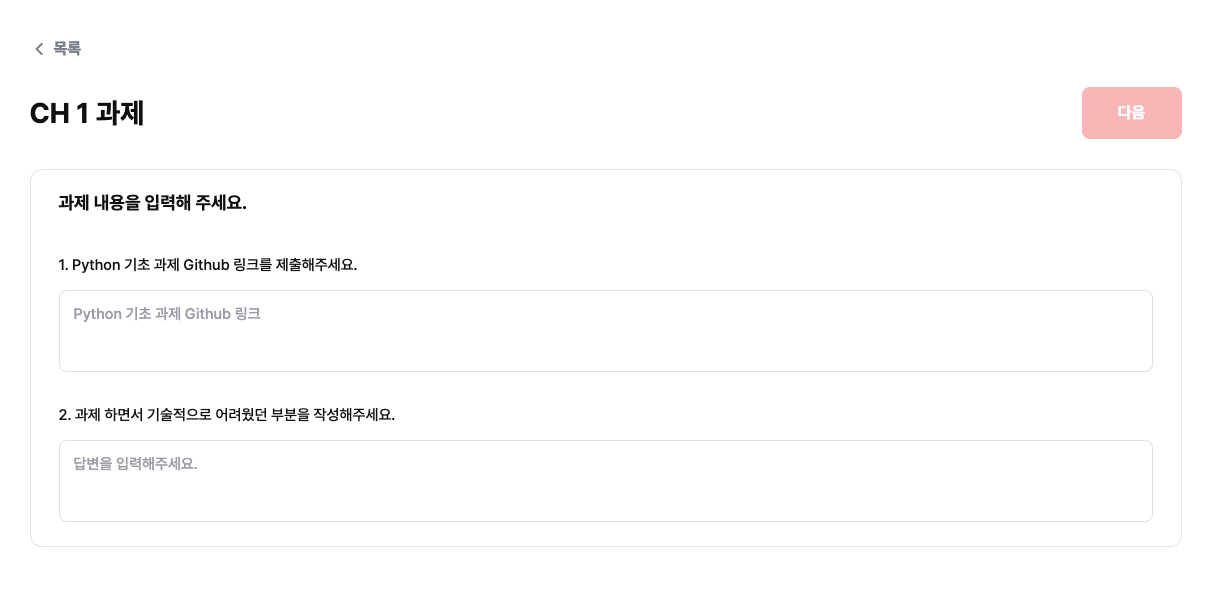 목록
CH 1 과제
다음
과제 내용을 입력해 주세요.
1. Python 기초 과제 Github 링크를 제출해주세요.
Python 기초 과제 Github 링크
2. 과제 하면서 기술적으로 어려웠던 부분을 작성해주세요.
답변을 입력해주세요.